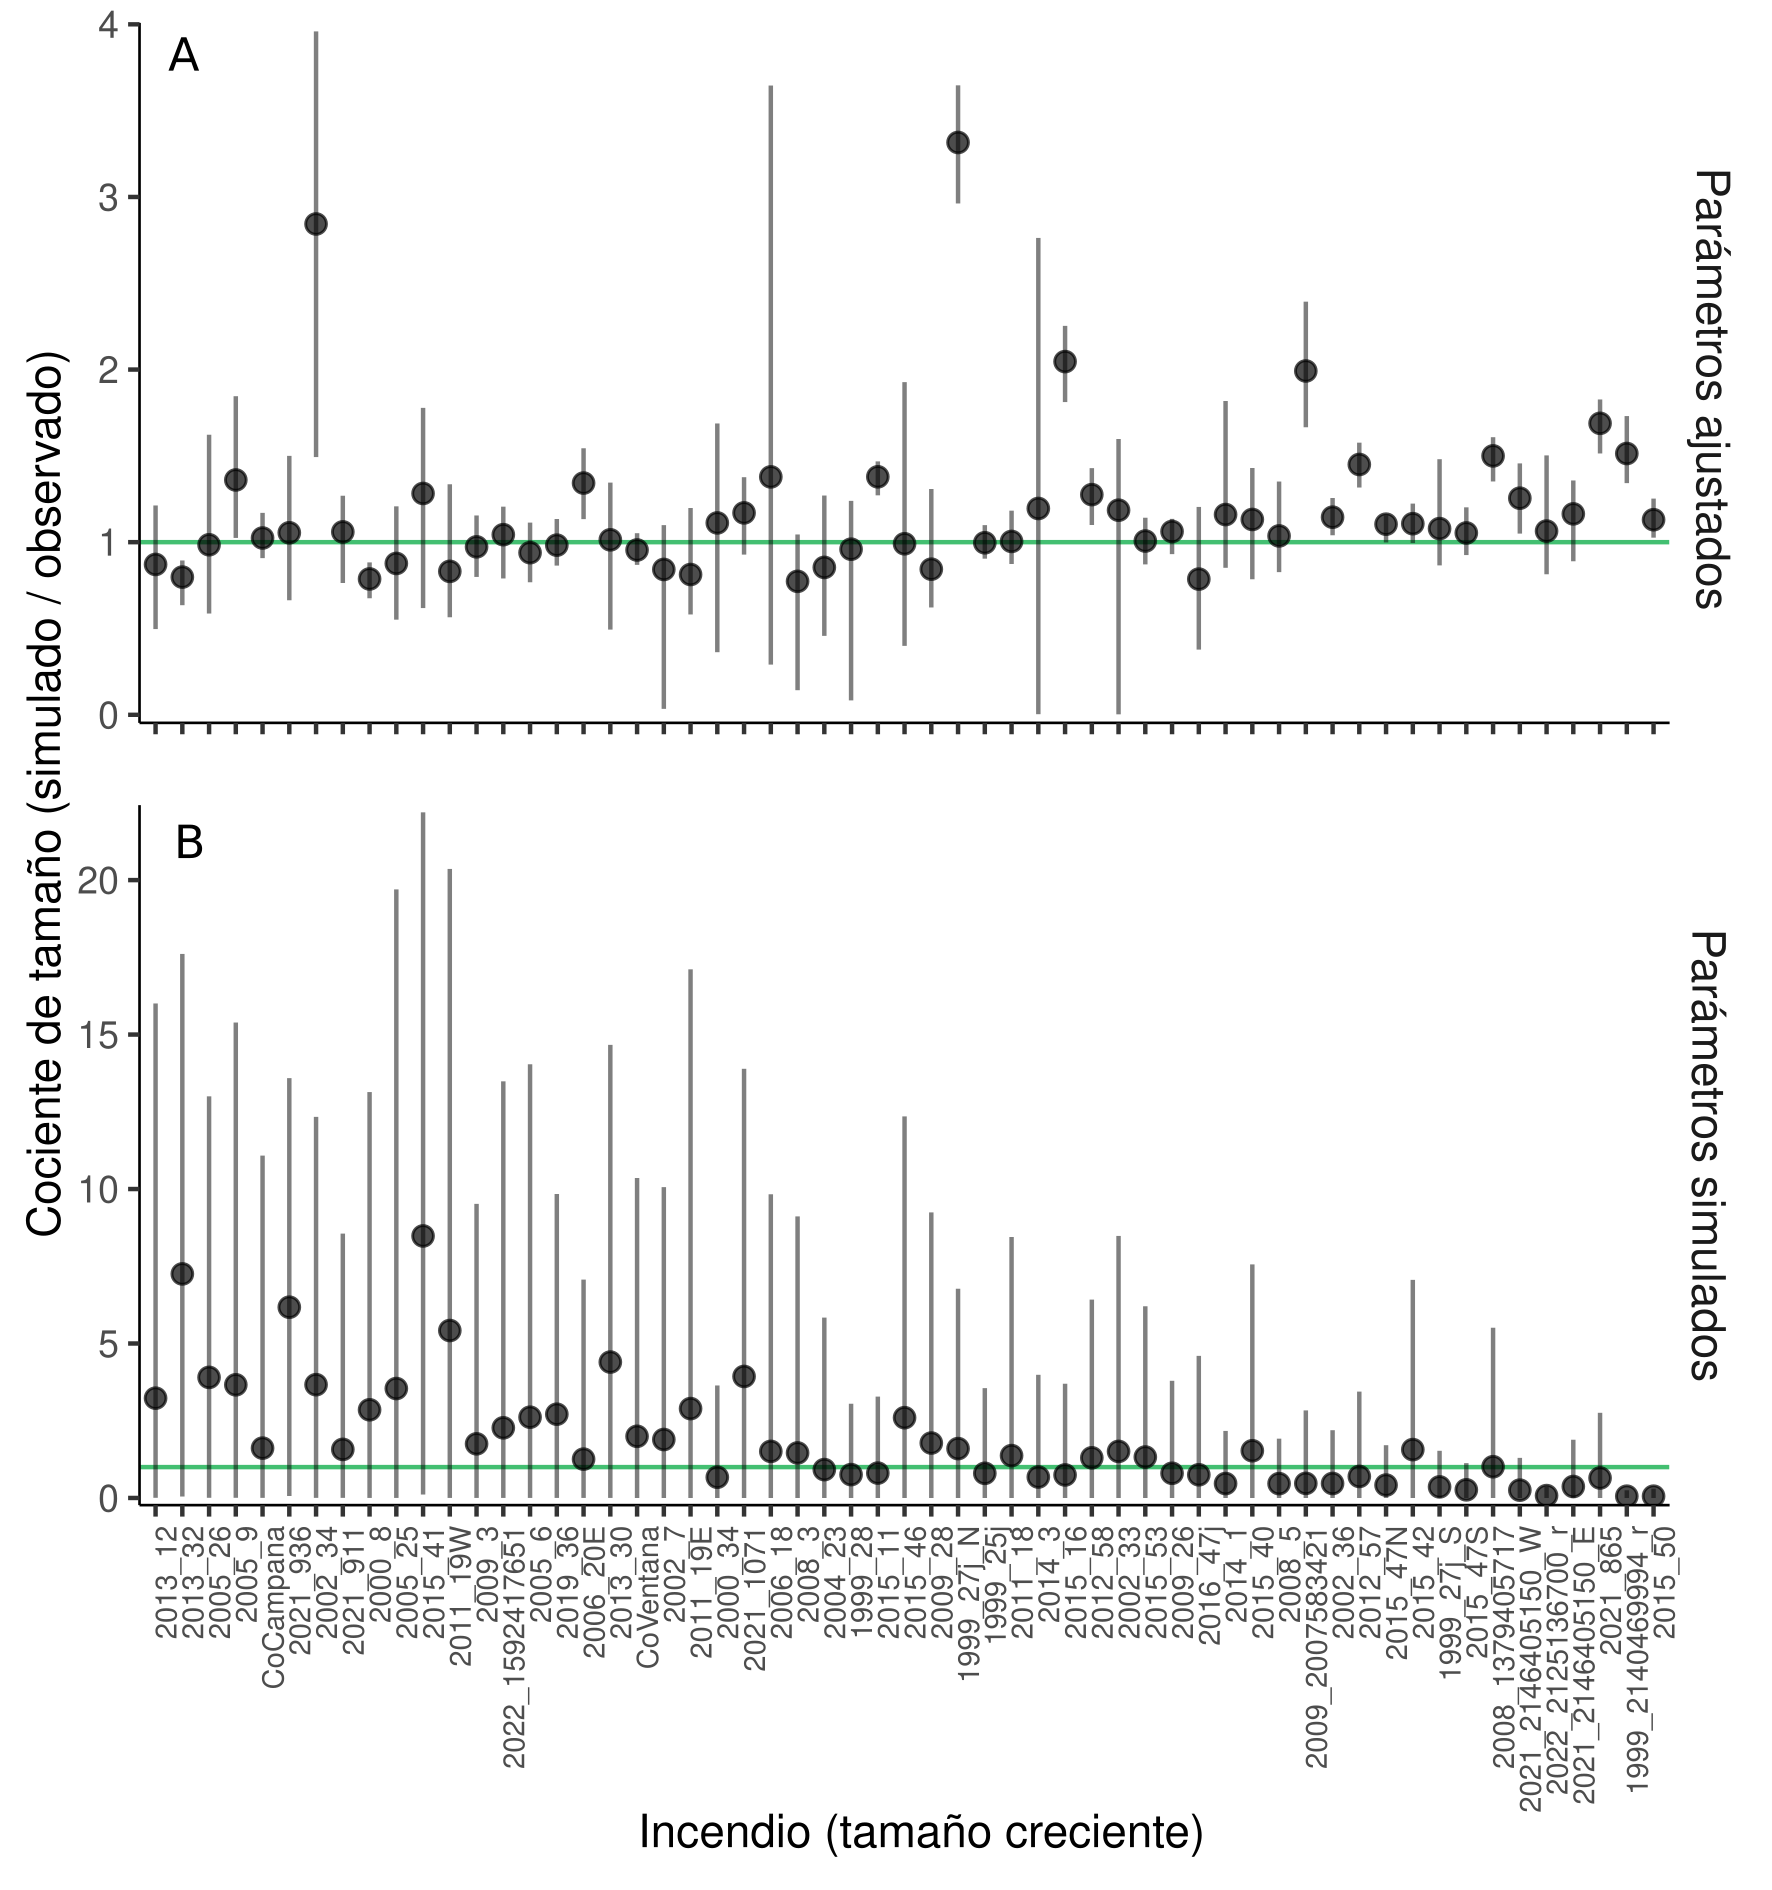 Cociente de tamaño (simulado / observado)
A
4
3
2
1
0
Parámetros ajustados
B
20
15
10
5
0
Parámetros simulados
2013_12
2013_32
2005_26
2005_9
CoCampana
2021_936
2002_34
2021_911
2000_8
2005_25
2015_41
2011_19W
2009_3
2022_1592417651
2005_6
2019_36
2006_20E
2013_30
CoVentana
2002_7
2011_19E
2000_34
2021_1071
2006_18
2008_3
2004_23
1999_28
2015_11
2015_46
2009_28
1999_27j_N
1999_25j
2011_18
2014_3
2015_16
2012_58
2002_33
2015_53
2009_26
2016_47j
2014_1
2015_40
2008_5
2009_2007583421
2002_36
2012_57
2015_47N
2015_42
1999_27j_S
2015_47S
2008_1379405717
2021_2146405150_W
2022_2125136700_r
2021_2146405150_E
2021_865
1999_2140469994_r
2015_50
Incendio (tamaño creciente)